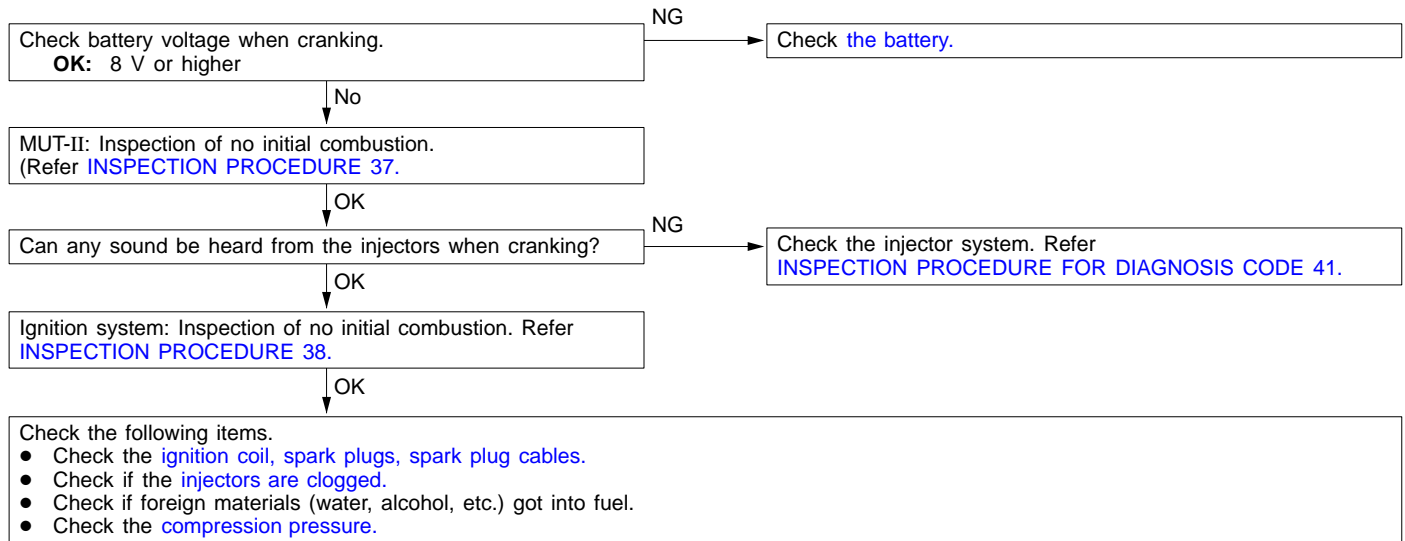 NG
Check battery voltage when cranking.
OK: 8 V or higher
Check the battery.
No
MUT-II: Inspection of no initial combustion.
(Refer INSPECTION PROCEDURE 37.
OK
NG
Can any sound be heard from the injectors when cranking?
Check the injector system. Refer
INSPECTION PROCEDURE FOR DIAGNOSIS CODE 41.
OK
Ignition system: Inspection of no initial combustion. Refer
INSPECTION PROCEDURE 38.
OK
Check the following items.
● Check the ignition coil, spark plugs, spark plug cables.
● Check if the injectors are clogged.
● Check if foreign materials (water, alcohol, etc.) got into fuel.
● Check the compression pressure.